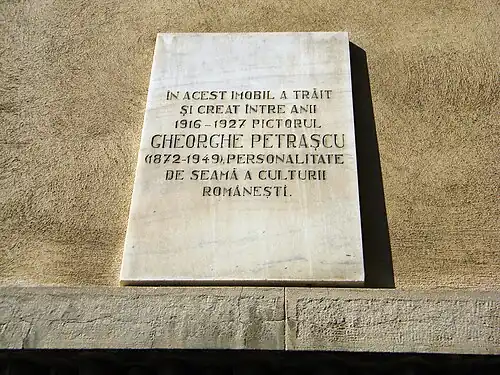 ÎN ACEST IMOBIL A TRĂIT
ȘI CREAT ÎNTRE ANII
1916-1927 PICTORUL
GHEORGHE PETRAȘCU
(1872-1949), PERSONALITATE
DE SEAMĂ A CULTURII
ROMÂNEȘTI.